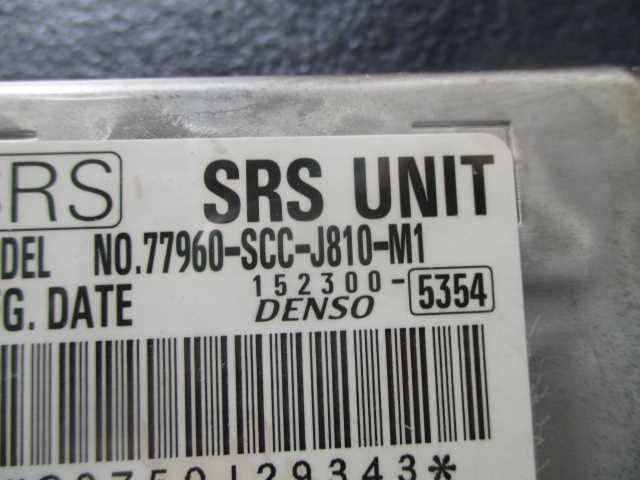 SRS SRS UNIT
DEL NO.77960-SCC-J810-M1
152300-5354
G. DATE DENSO